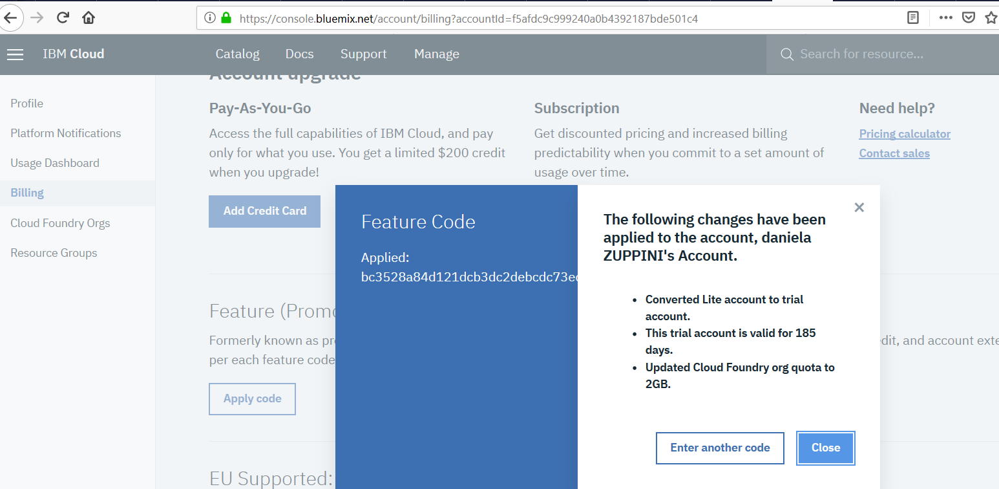 https://console.bluemix.net/account/billing?accountId=f5afdc9c999240a0b4392187bde501c4
IBM Cloud
Catalog
Docs
Support
Manage
Search for resource...
Account upgrade
Profile
Platform Notifications
Usage Dashboard
Billing
Cloud Foundry Orgs
Resource Groups
Pay-As-You-Go
Access the full capabilities of IBM Cloud, and pay
only for what you use. You get a limited $200 credit
when you upgrade!
Add Credit Card
Subscription
Get discounted pricing and increased billing
predictability when you commit to a set amount of
usage over time.
Need help?
Pricing calculator
Contact sales
Feature (Promo
Formerly known as pr
per each feature code
edit, and account exte
Apply code
EU Supported:
Feature Code
Applied:
bc3528a84d121dcb3dc2debcdc73ec
The following changes have been
applied to the account, daniela
ZUPPINI's Account.
• Converted Lite account to trial
account.
• This trial account is valid for 185
days.
• Updated Cloud Foundry org quota to
2GB.
Enter another code
Close